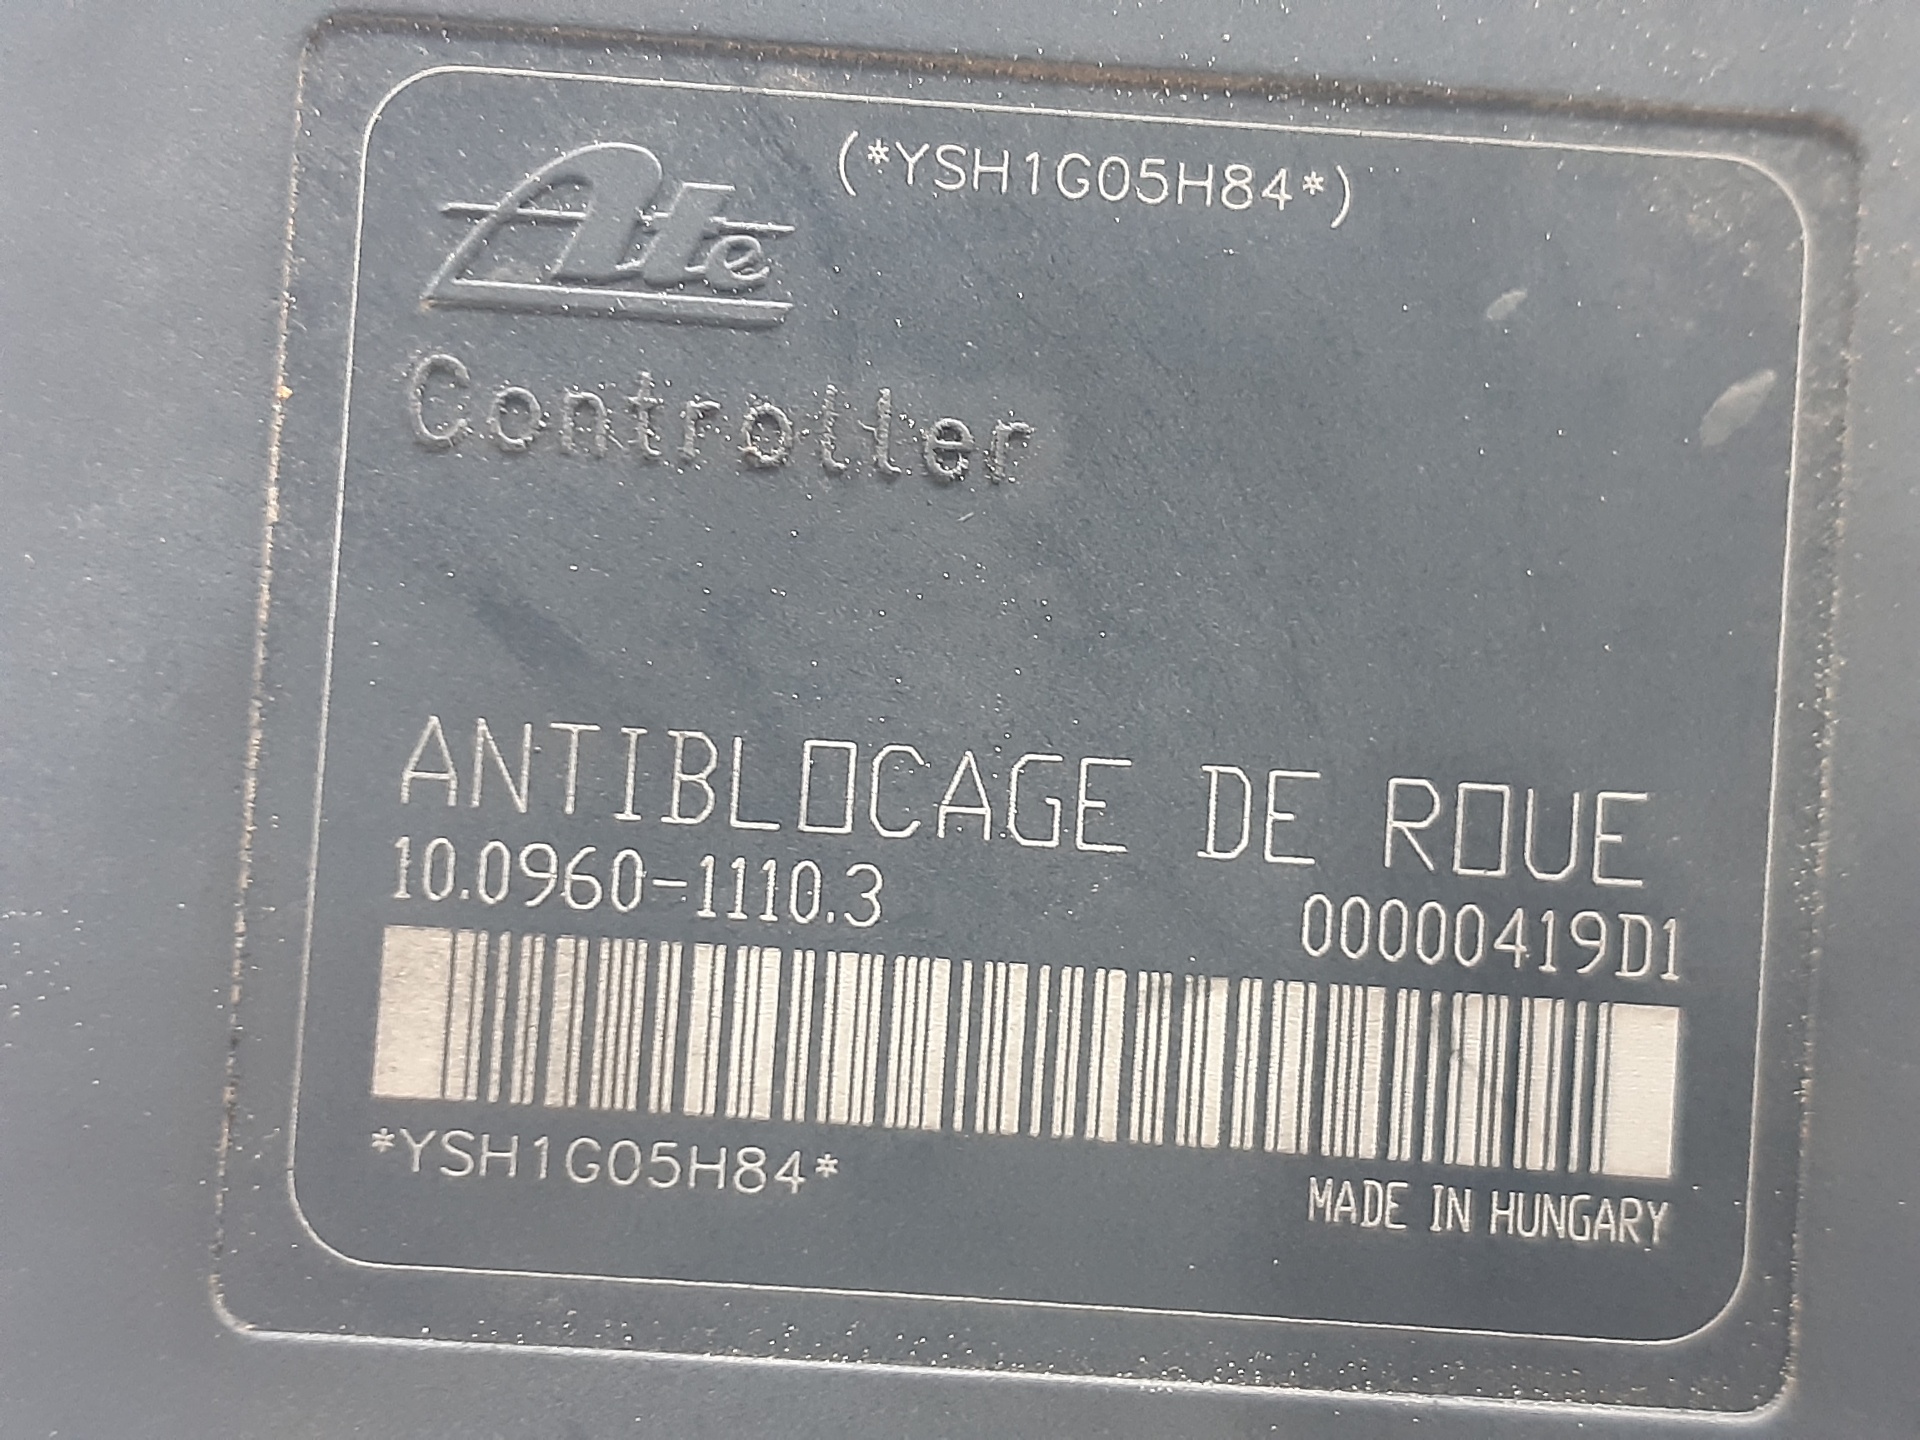 (*YSH1G05H84*)
Ate
Controller
ANTIBLOCAGE DE ROUE
10.0960-1110.3
00000419D1
*YSH1G05H84*
MADE IN HUNGARY